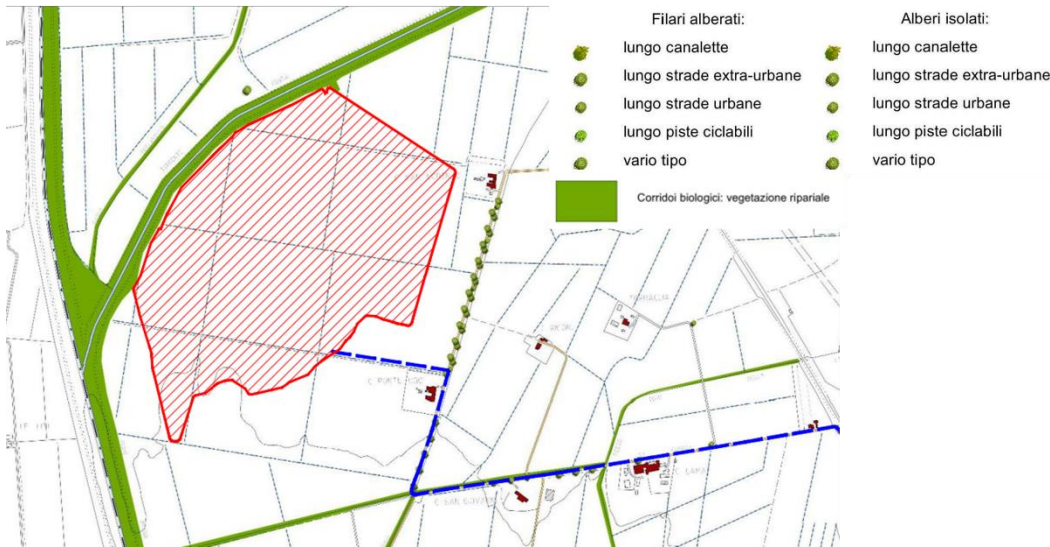 Filari alberati:
lungo canalette
lungo strade extra-urbane
lungo strade urbane
lungo piste ciclabili
vario tipo
Alberi isolati:
lungo canalette
lungo strade extra-urbane
lungo strade urbane
lungo piste ciclabili
vario tipo
Corridoi biologici: vegetazione ripariale